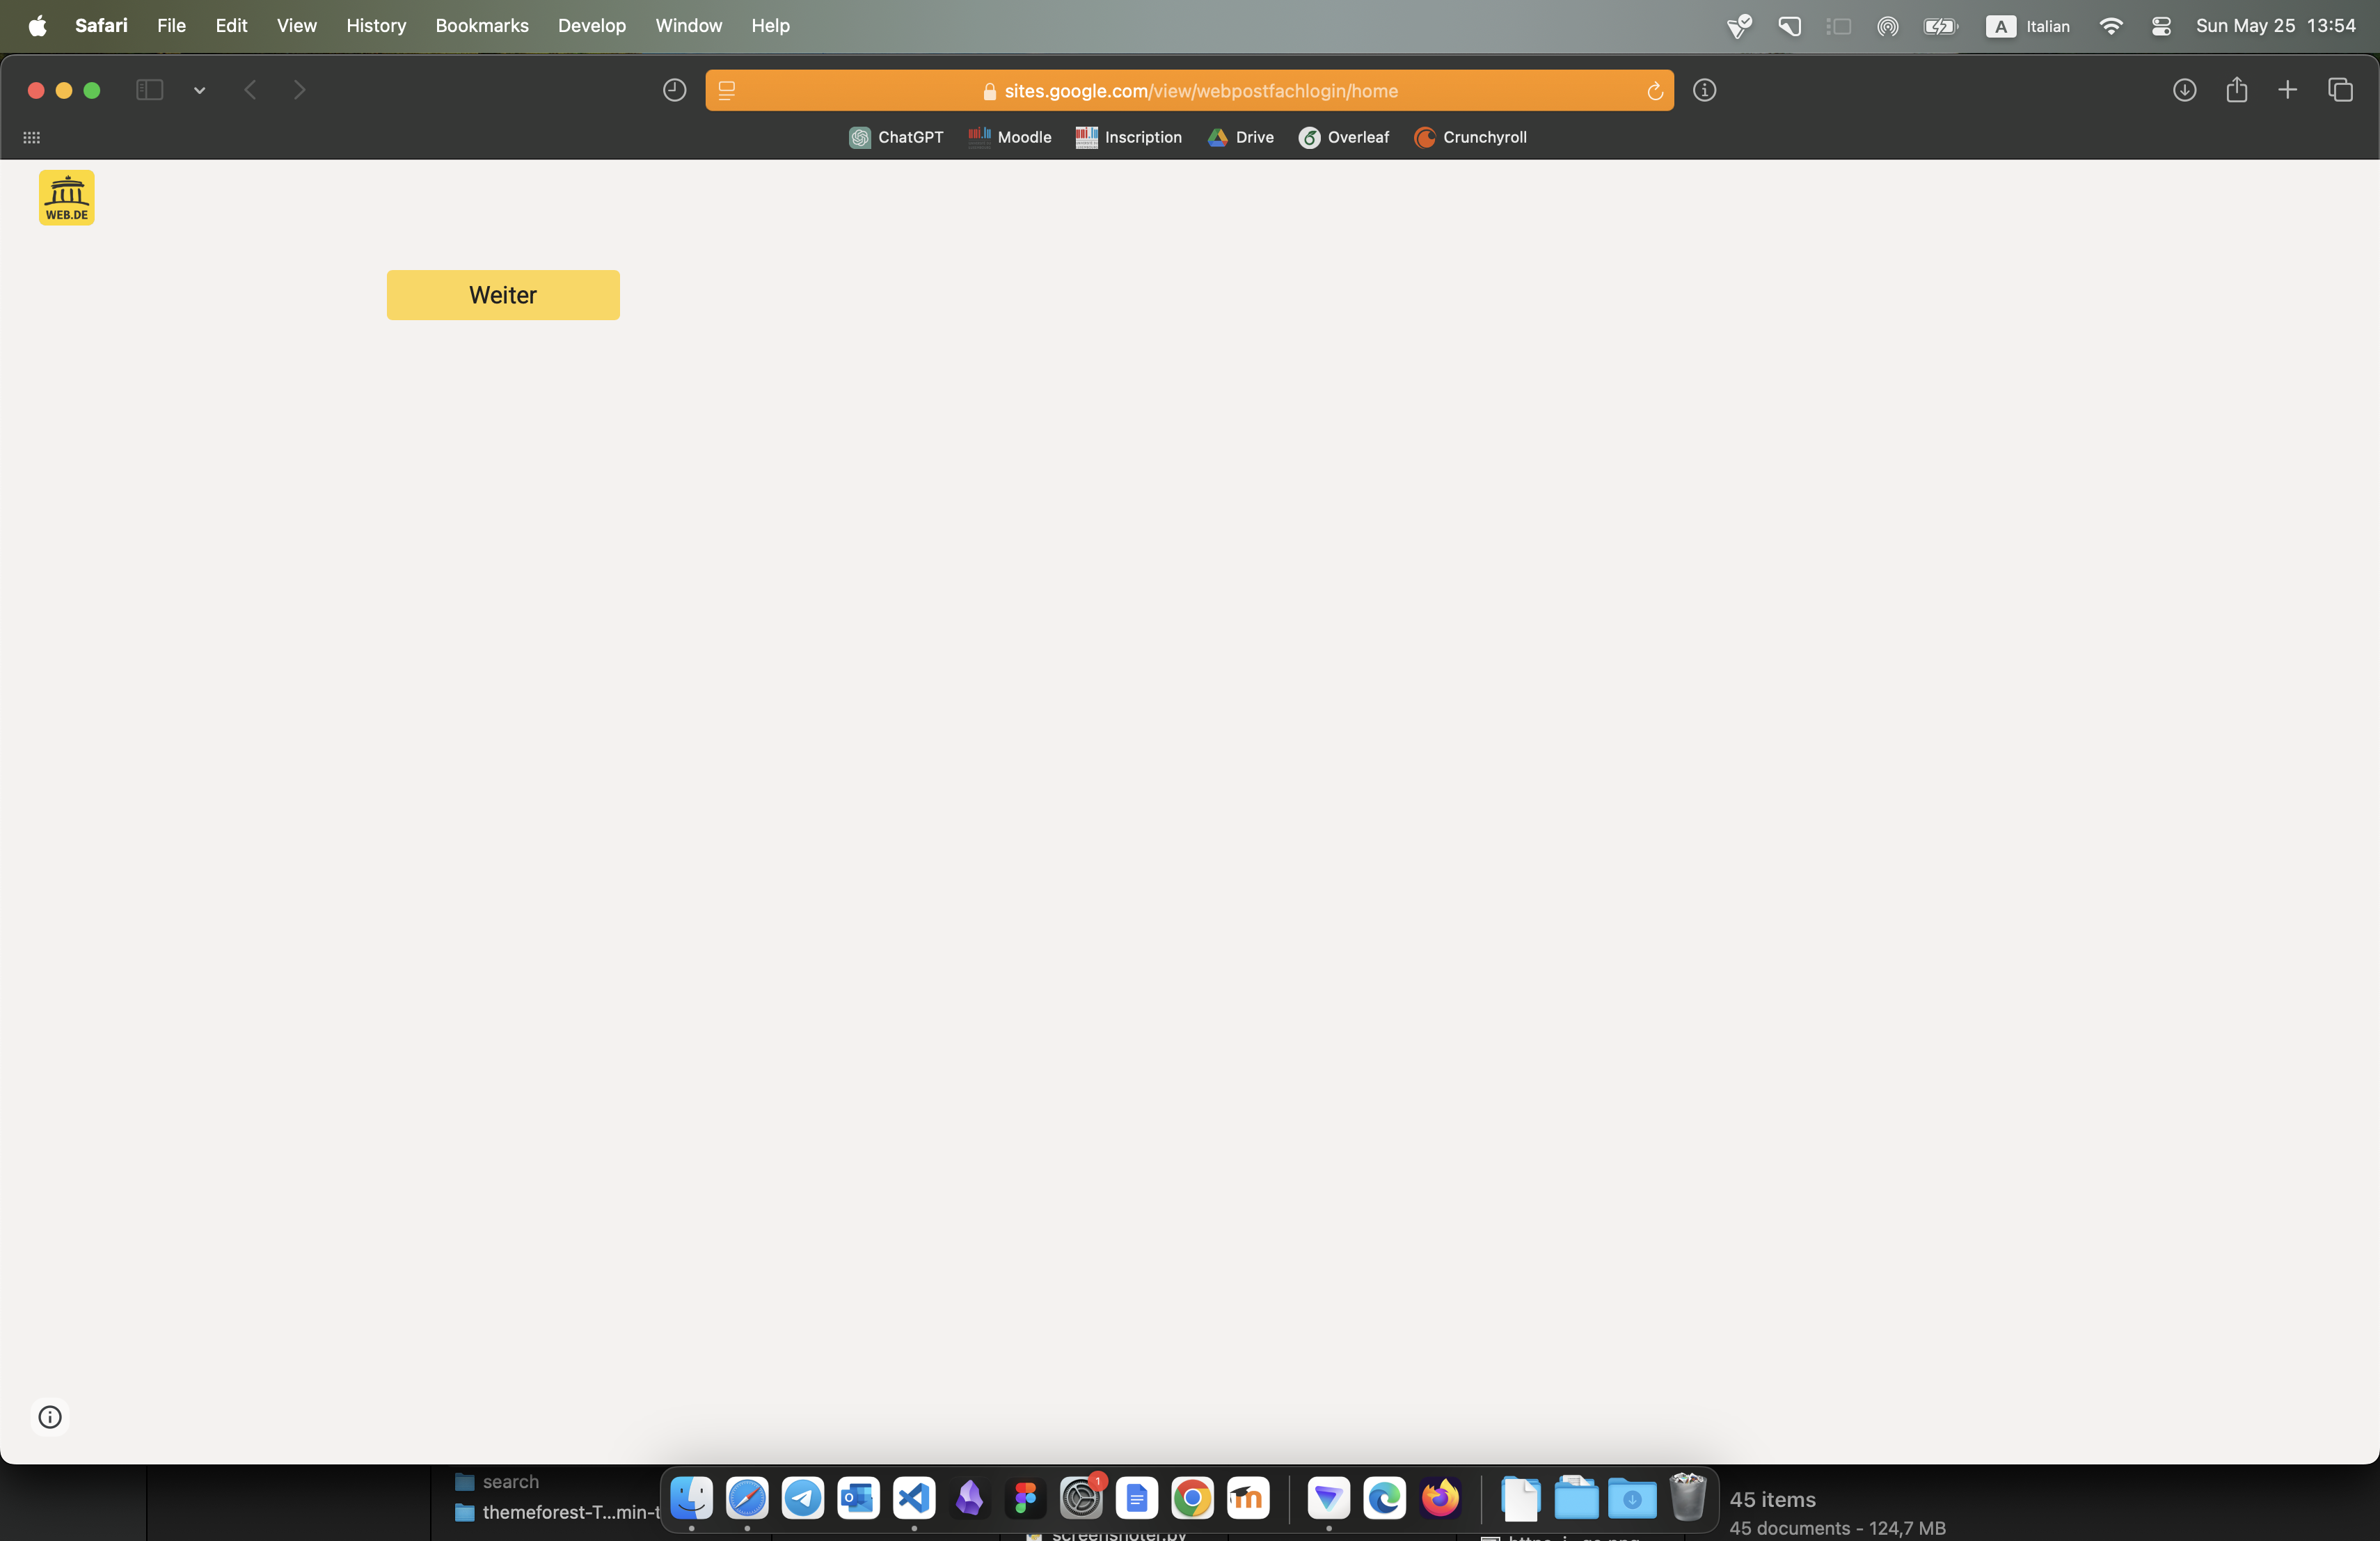 Safari File Edit View History Bookmarks Develop Window Help A Italian Sun May 25 13:54
sites.google.com/view/webpostfachlogin/home
ChatGPT Moodle Inscription Drive Overleaf Crunchyroll
WEB.DE
Weiter
search
themeforest-T...min-t
1
45 items
screenshoter.py
45 documents - 124,7 MB